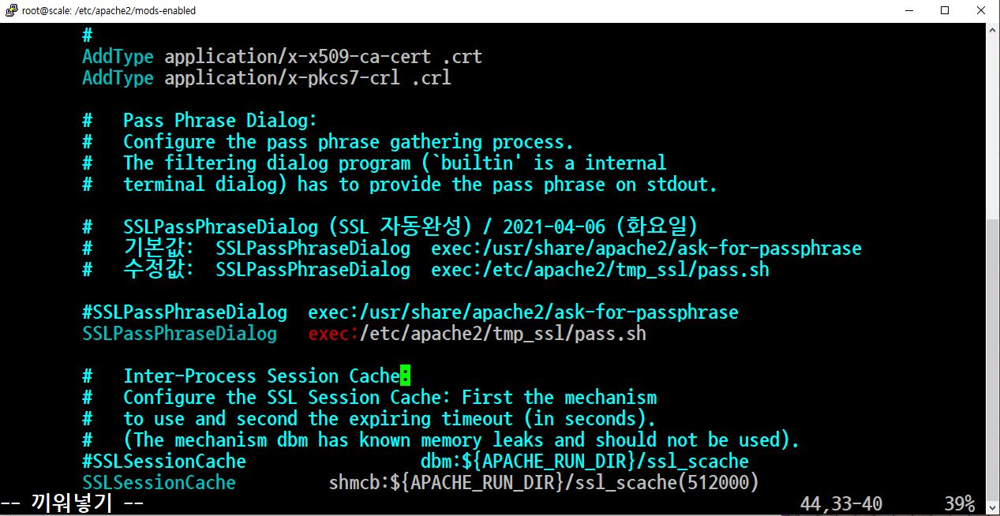 root@scale: /etc/apache2/mods-enabled
#
AddType application/x-x509-ca-cert .crt
AddType application/x-pkcs7-crl .crl
#   Pass Phrase Dialog:
#   Configure the pass phrase gathering process.
#   The filtering dialog program (`builtin' is a internal
#   terminal dialog) has to provide the pass phrase on stdout.
#   SSLPassPhraseDialog (SSL 자동완성) / 2021-04-06 (화요일)
#   기본값:  SSLPassPhraseDialog  exec:/usr/share/apache2/ask-for-passphrase
#   수정값:  SSLPassPhraseDialog  exec:/etc/apache2/tmp_ssl/pass.sh
#SSLPassPhraseDialog  exec:/usr/share/apache2/ask-for-passphrase
SSLPassPhraseDialog   exec:/etc/apache2/tmp_ssl/pass.sh
#   Inter-Process Session Cache:
#   Configure the SSL Session Cache: First the mechanism
#   to use and second the expiring timeout (in seconds).
#   (The mechanism dbm has known memory leaks and should not be used).
#SSLSessionCache                 dbm:${APACHE_RUN_DIR}/ssl_scache
SSLSessionCache         shmcb:${APACHE_RUN_DIR}/ssl_scache(512000)
-- 끼워넣기 --                44,33-40      39%